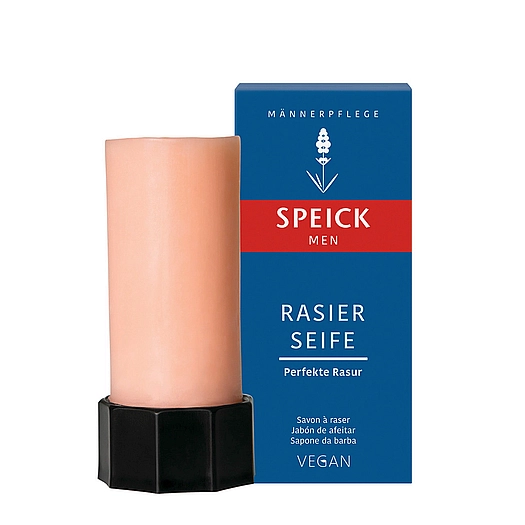 MÄNNERPFLEGE
SPEICK
MEN
RASIER
SEIFE
Perfekte Rasur
Savon à raser
Jabón de afeitar
Sapone da barba
VEGAN